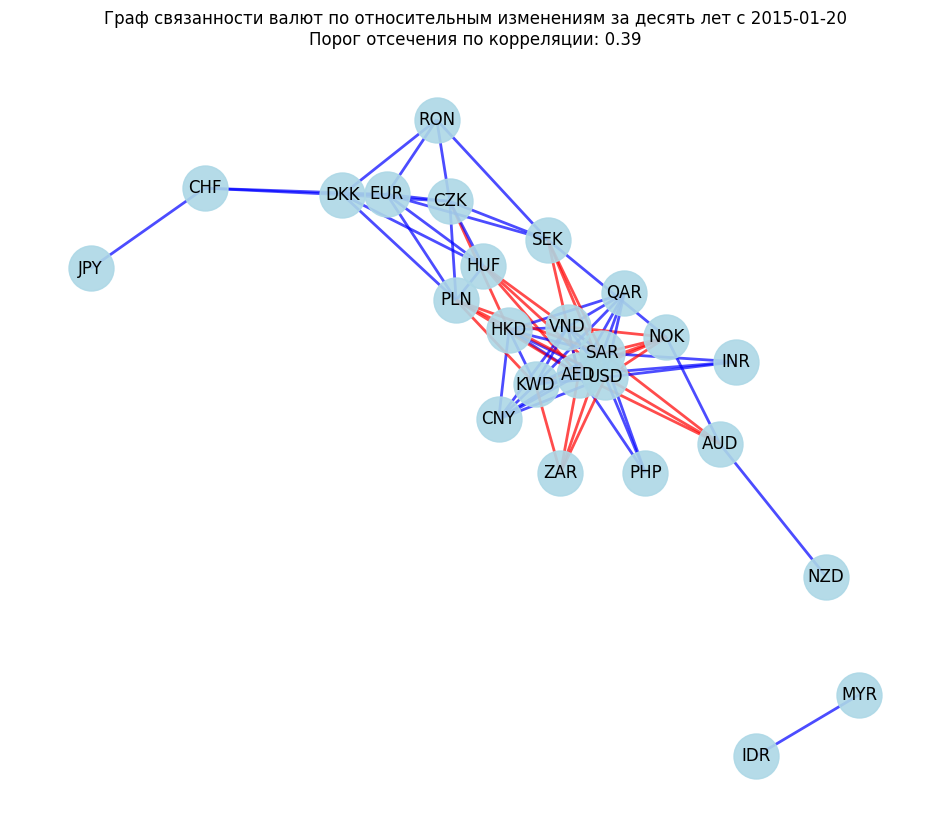 Граф связанности валют по относительным изменениям за десять лет с 2015-01-20
Порог отсечения по корреляции: 0.39
RON
CHF
DKK
EUR
CZK
SEK
JPY
HUF
QAR
PLN
HKD
VND
NOK
SAR
INR
KWD
AED
USD
CNY
AUD
ZAR
PHP
NZD
MYR
IDR